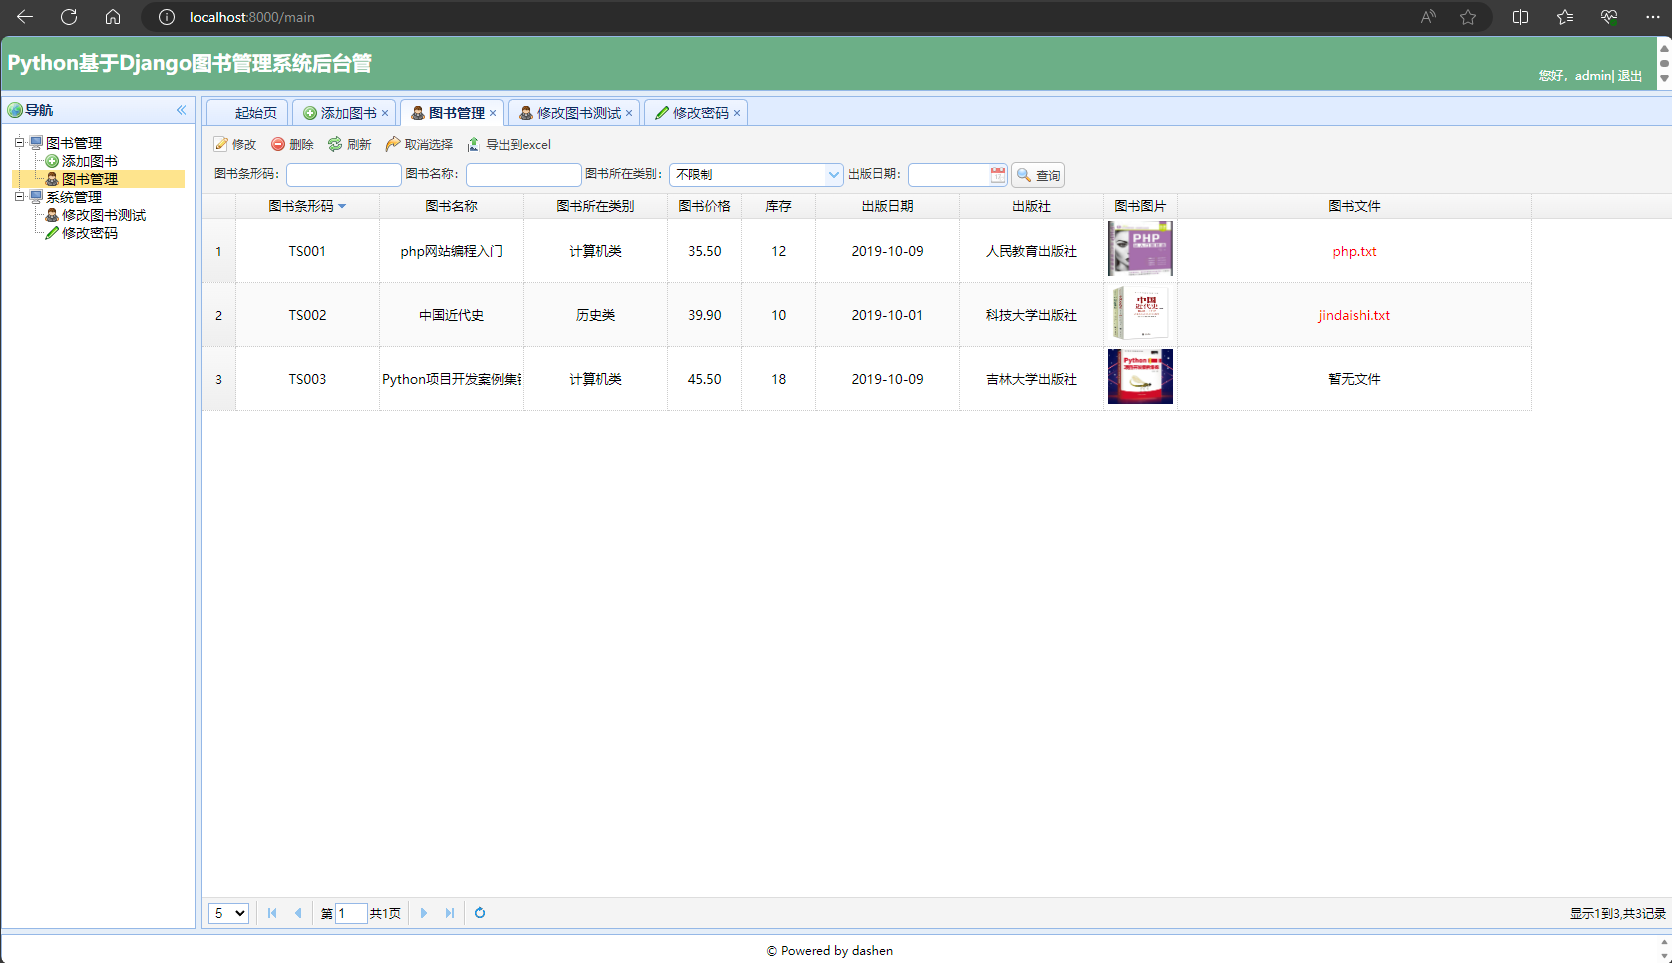 localhost:8000/main
Python基于Django图书管理系统后台管
您好，admin| 退出
导航
图书管理
添加图书
图书管理
系统管理
修改图书测试
修改密码
起始页 添加图书 图书管理 修改图书测试 修改密码
修改 删除 刷新 取消选择 导出到excel
图书条形码： 图书名称： 图书所在类别： 不限制 出版日期： 查询
图书条形码 图书名称 图书所在类别 图书价格 库存 出版日期 出版社 图书图片 图书文件
1 TS001 php网站编程入门 计算机类 35.50 12 2019-10-09 人民教育出版社 PHP php.txt
2 TS002 中国近代史 历史类 39.90 10 2019-10-01 科技大学出版社 中国近代史 jindaishi.txt
3 TS003 Python项目开发案例集 计算机类 45.50 18 2019-10-09 吉林大学出版社 Python 暂无文件
5 第 1 共1页 显示1到3,共3记录
© Powered by dashen